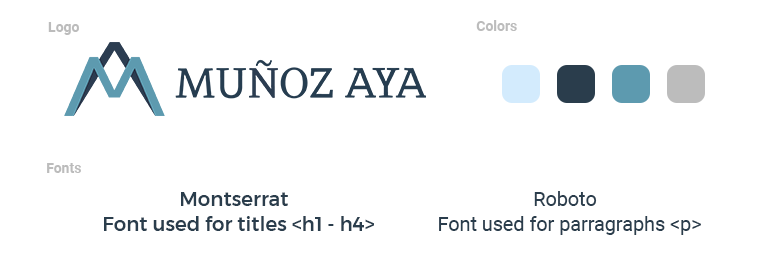 Logo
Colors
MUÑOZ AYA
Fonts
Montserrat
Font used for titles <h1 - h4>
Roboto
Font used for parragraphs <p>